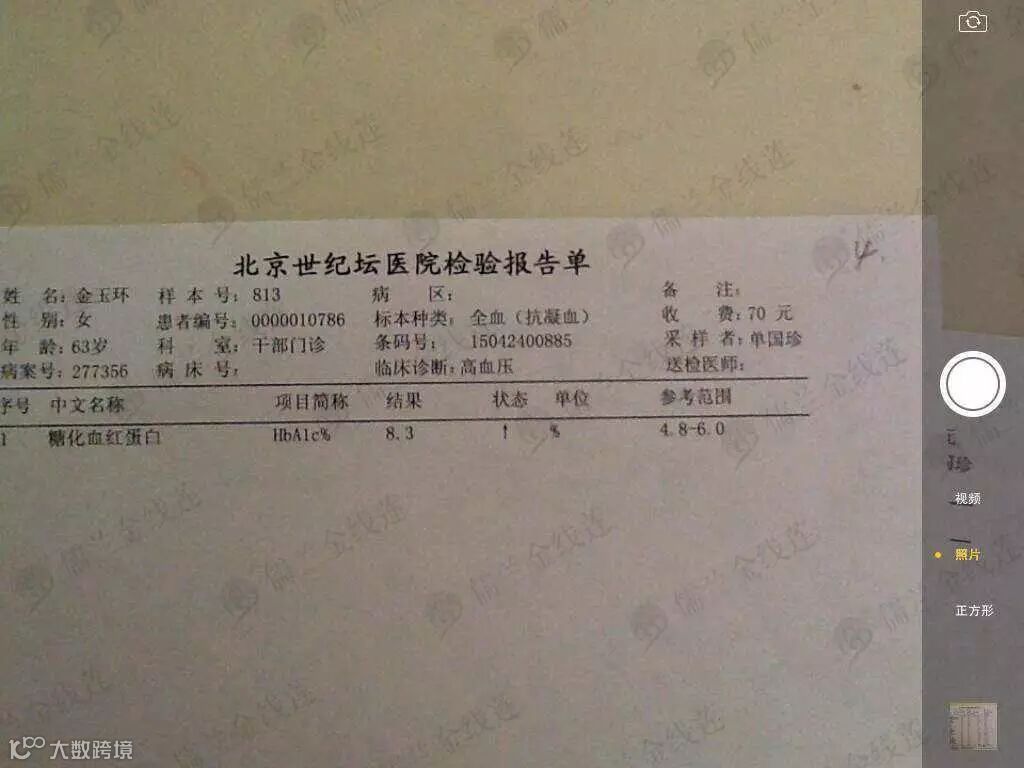 北京世纪坛医院检验报告单
4.
姓 名：金玉环 样本号：813 病 区： 备 注：
性 别：女 患者编号：0000010786 标本种类：全血（抗凝血） 收 费：70 元
年 龄：63岁 科 室：干部门诊 条码号：15042400885 采样者：单国珍
病案号：277356 病床号： 临床诊断：高血压 送检医师：
序号 中文名称 项目简称 结果 状态 单位 参考范围
1 糖化血红蛋白 HbA1c% 8.3 ↑ % 4.8-6.0
视频
照片
正方形
儒兰金线莲
大数跨境